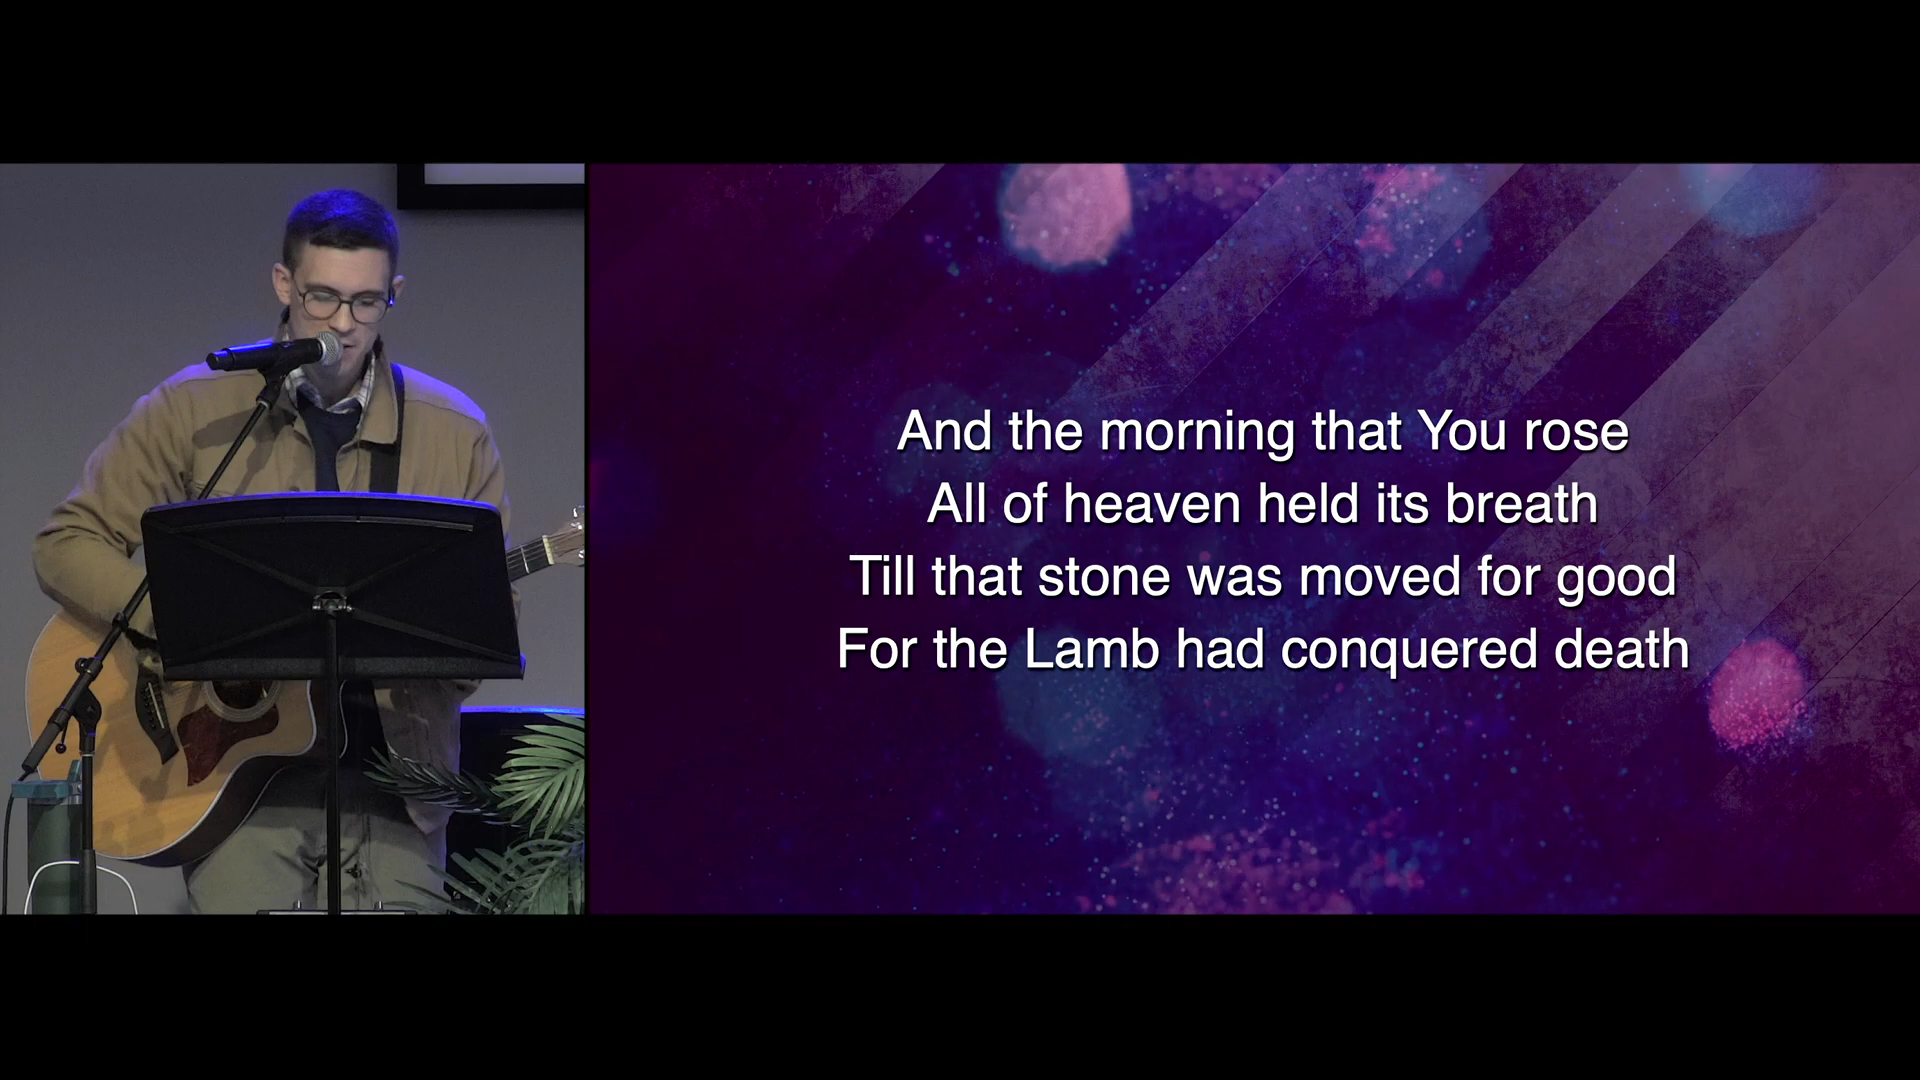 And the morning that You rose
All of heaven held its breath
Till that stone was moved for good
For the Lamb had conquered death